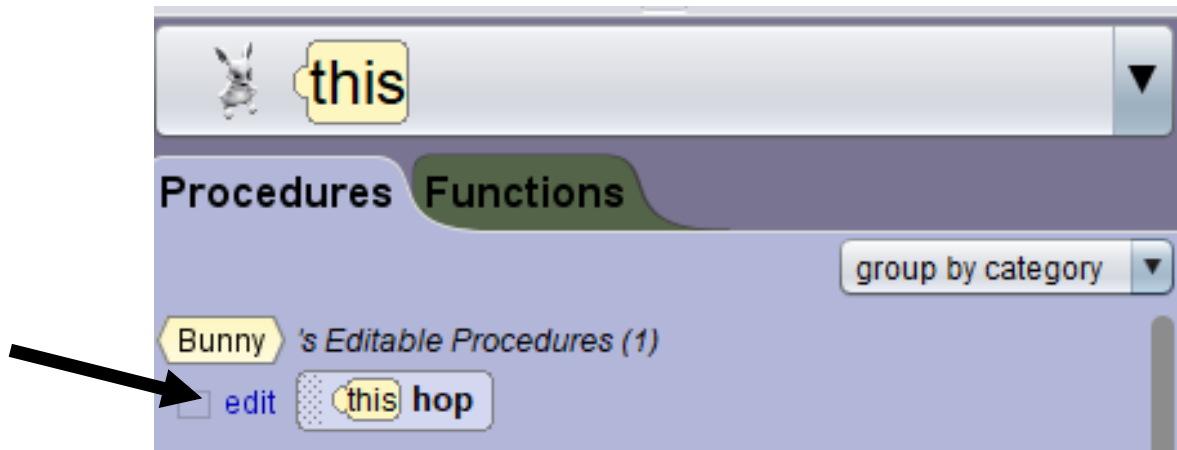 this
Procedures Functions
group by category
Bunny 's Editable Procedures (1)
edit this hop